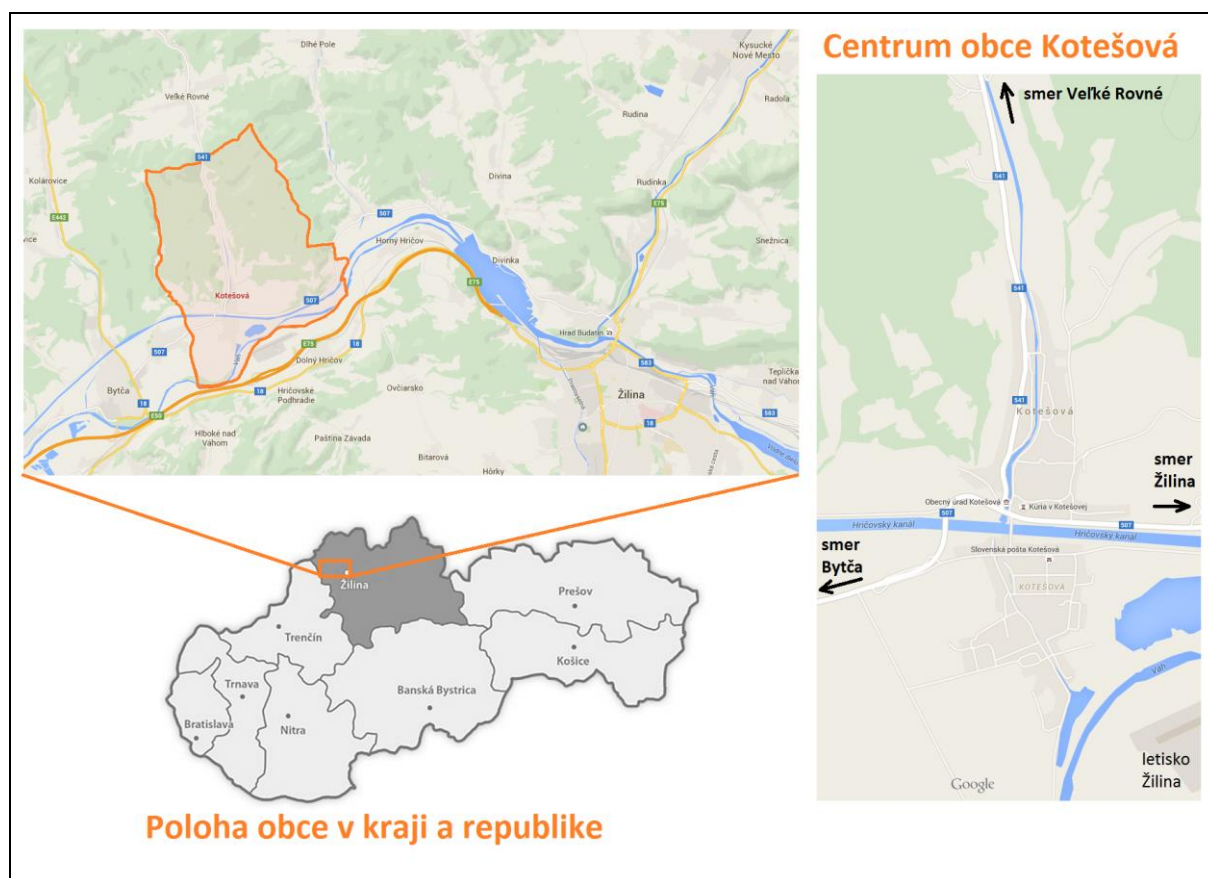 Dlhé Pole
Kysucké
Nové Mesto
Veľké Rovné
Radola
Rudina
541
Kolárovice
Divina
Rudinka
E442
E75
507
Snežnica
Horný Hričov
Divinka
Kotešová
E75
507
507
E75
18
Hrad Budatín
583
Dolný Hričov
Teplička
nad Váhom
Bytča
18
18
Hričovské
Podhradie
Ovčiarsko
Žilina
E50
583
18
Hlboké nad
Váhom
Paština Závada
Bitarová
Hôrky
Žilina
Trenčín
Prešov
Košice
Trnava
Banská Bystrica
Bratislava
Nitra
Poloha obce v kraji a republike
Centrum obce Kotešová
smer Veľké Rovné
541
541
541
Kotešová
smer
Žilina
Obecný úrad Kotešová
Kúria v Kotešovej
507
507
Hričovský kanál
Hričovský kanál
smer
Bytča
Slovenská pošta Kotešová
KOTEŠOVÁ
Váh
letisko
Žilina
Google